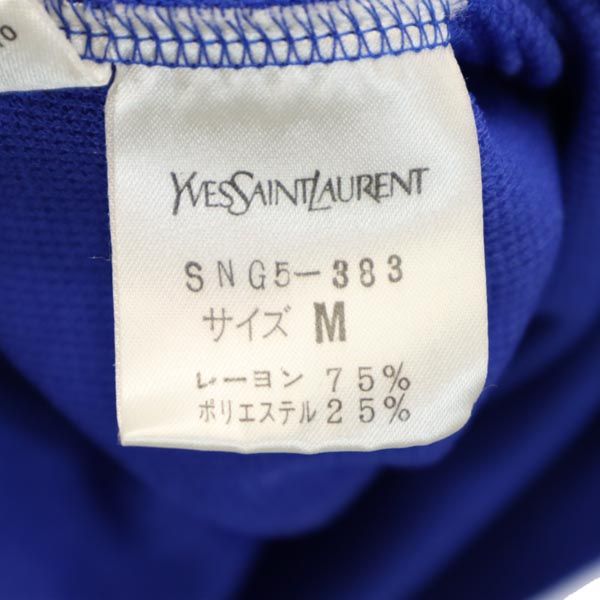 YVESSAINTLAURENT
SNG5-383
サイズ M
レーヨン 75%
ポリエステル 25%